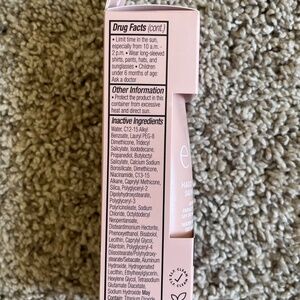 Drug Facts (cont.)
• Limit time in the sun,
especially from 10 a.m. -
2 p.m. • Wear long-sleeved
shirts, pants, hats, and
sunglasses • Children
under 6 months of age:
Ask a doctor
Other Information
• Protect the product in this
container from excessive
heat and direct sun.
Inactive Ingredients
Water, C12-15 Alkyl
Benzoate, Lauryl PEG-8
Dimethicone, Tridecyl
Salicylate, Isododecane,
Propanediol, Butyloctyl
Salicylate, Calcium Sodium
Borosilicate, Dimethicone,
Niacinamide, C13-15
Alkane, Caprylyl Methicone,
Silica, Polyglyceryl-2
Dipolyhydroxystearate,
Polyglyceryl-3
Polyricinoleate, Sodium
Chloride, Octyldodecyl
Neopentanoate,
Disteardimonium Hectorite,
Phenoxyethanol, Bisabolol,
Lecithin, Caprylyl Glycol,
Allantoin, Polyglyceryl-4
Aluminum
Hydroxide, Hydrogenated
Lecithin, Ethylhexylglycerin,
Hexylene Glycol, Tetrasodium
Glutamate Diacetate,
Sodium Hydroxide May
Contain: Titanium Dioxide,
e